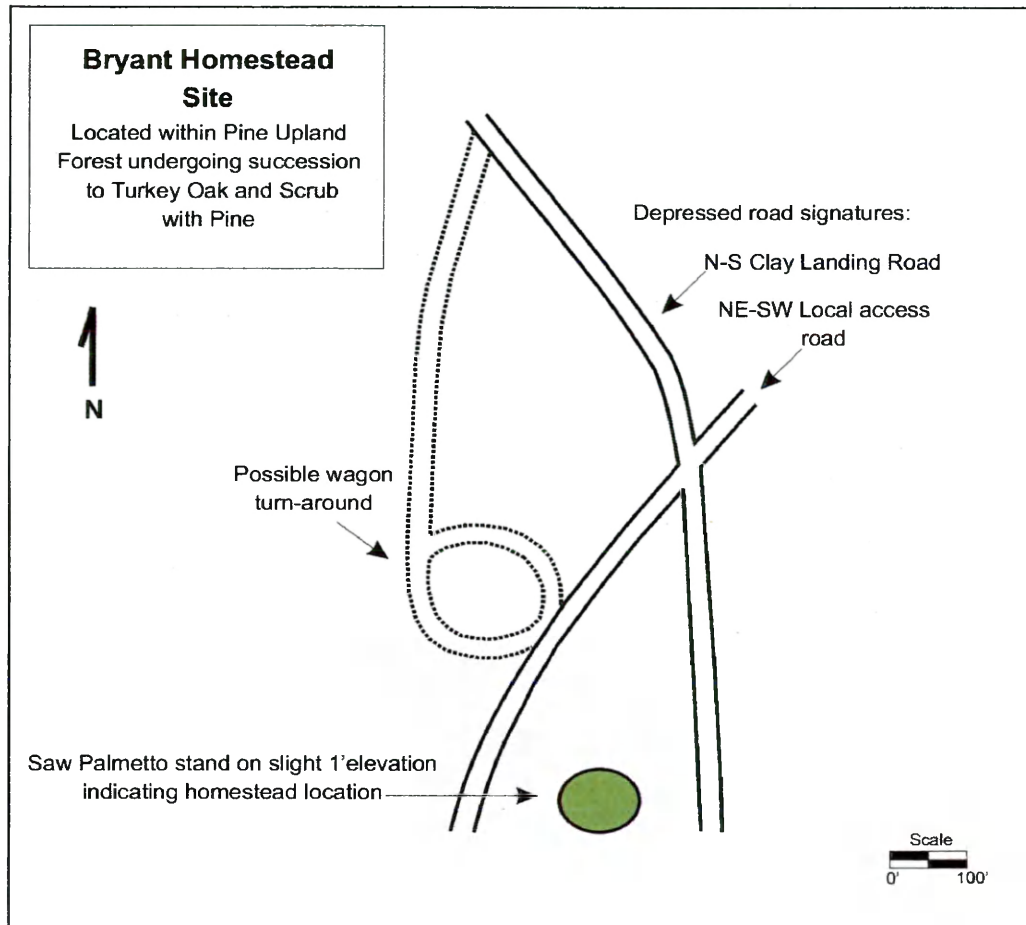 Bryant Homestead
Site
Located within Pine Upland
Forest undergoing succession
to Turkey Oak and Scrub
with Pine
Depressed road signatures:
N-S Clay Landing Road
NE-SW Local access
road
N
Possible wagon
turn-around
Saw Palmetto stand on slight 1'elevation
indicating homestead location
Scale
0' 100'